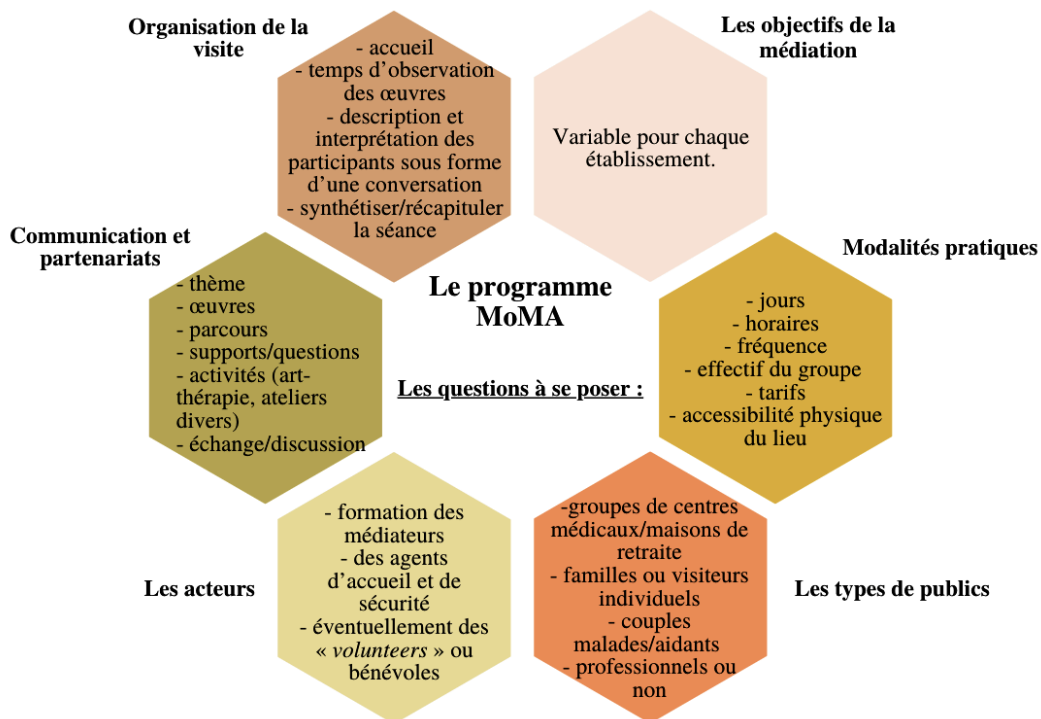 Organisation de la
visite
- accueil
- temps d’observation
des œuvres
- description et
interprétation des
participants sous forme
d’une conversation
- synthétiser/récapituler
la séance
Les objectifs de la
médiation
Variable pour chaque
établissement.
Communication et
partenariats
- thème
- œuvres
- parcours
- supports/questions
- activités (art-
thérapie, ateliers
divers)
- échange/discussion
Le programme
MoMA
Les questions à se poser :
Modalités pratiques
- jours
- horaires
- fréquence
- effectif du groupe
- tarifs
- accessibilité physique
du lieu
Les acteurs
- formation des
médiateurs
- des agents
d’accueil et de
sécurité
- éventuellement des
« volunteers » ou
bénévoles
-groupes de centres
médicaux/maisons de
retraite
- familles ou visiteurs
individuels
- couples
malades/aidants
- professionnels ou
non
Les types de publics